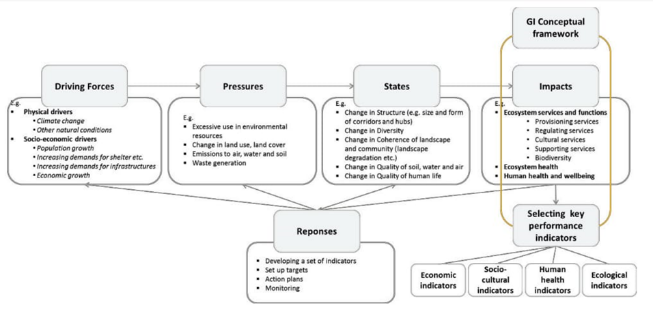 GI Conceptual
framework
Driving Forces
Pressures
States
Impacts
E.g.
Physical drivers
Climate change
Other natural conditions
Socio-economic drivers
Population growth
Increasing demands for shelter etc.
Increasing demands for infrastructures
Economic growth
E.g.
Excessive use in environmental
resources
Change in land use, land cover
Emissions to air, water and soil
Waste generation
E.g.
Change in Structure (e.g. size and form
of corridors and hubs)
Change in Diversity
Change in Coherence of landscape
and community (landscape
degradation etc.)
Change in Quality of soil, water and air
Change in Quality of human life
E.g.
Ecosystem services and functions
Provisioning services
Regulating services
Cultural services
Supporting services
Biodiversity
Ecosystem health
Human health and wellbeing
Reponses
Developing a set of indicators
Set up targets
Action plans
Monitoring
Selecting key
performance
indicators
Economic
indicators
Socio-
cultural
indicators
Human
health
indicators
Ecological
indicators